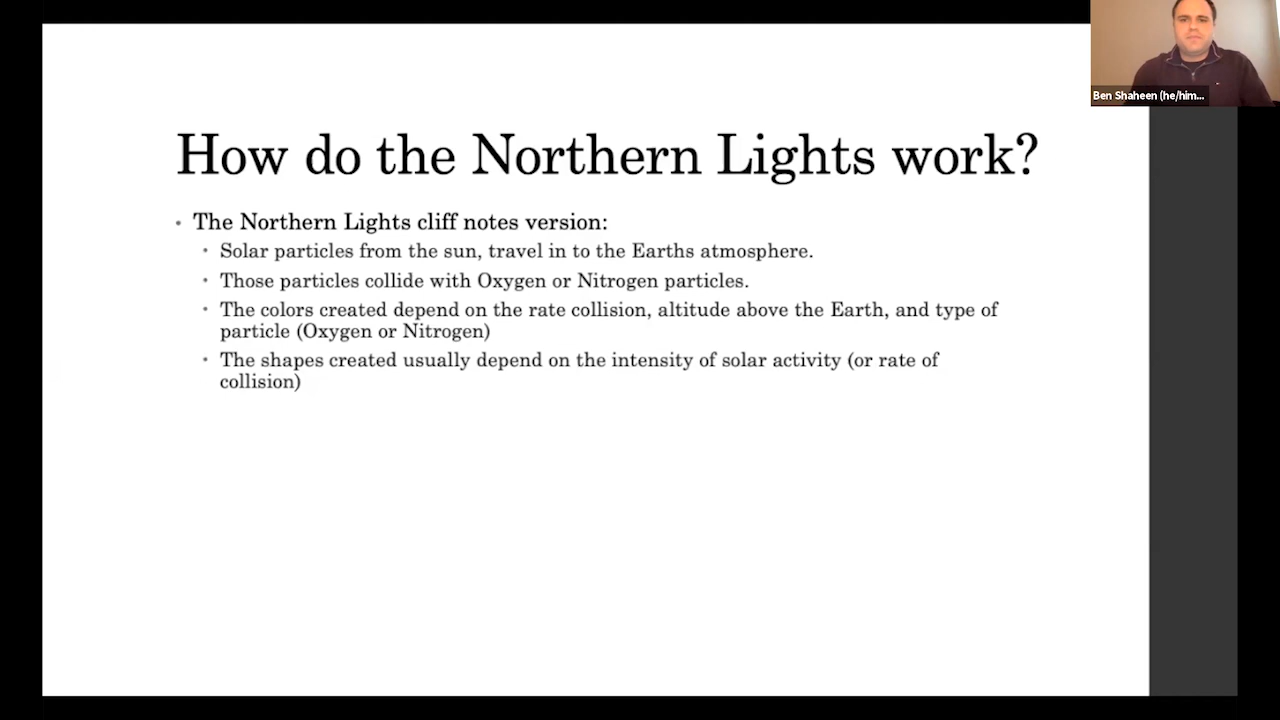 Ben Shaheen (he/him...
How do the Northern Lights work?
• The Northern Lights cliff notes version:
• Solar particles from the sun, travel in to the Earths atmosphere.
• Those particles collide with Oxygen or Nitrogen particles.
• The colors created depend on the rate collision, altitude above the Earth, and type of
particle (Oxygen or Nitrogen)
• The shapes created usually depend on the intensity of solar activity (or rate of
collision)